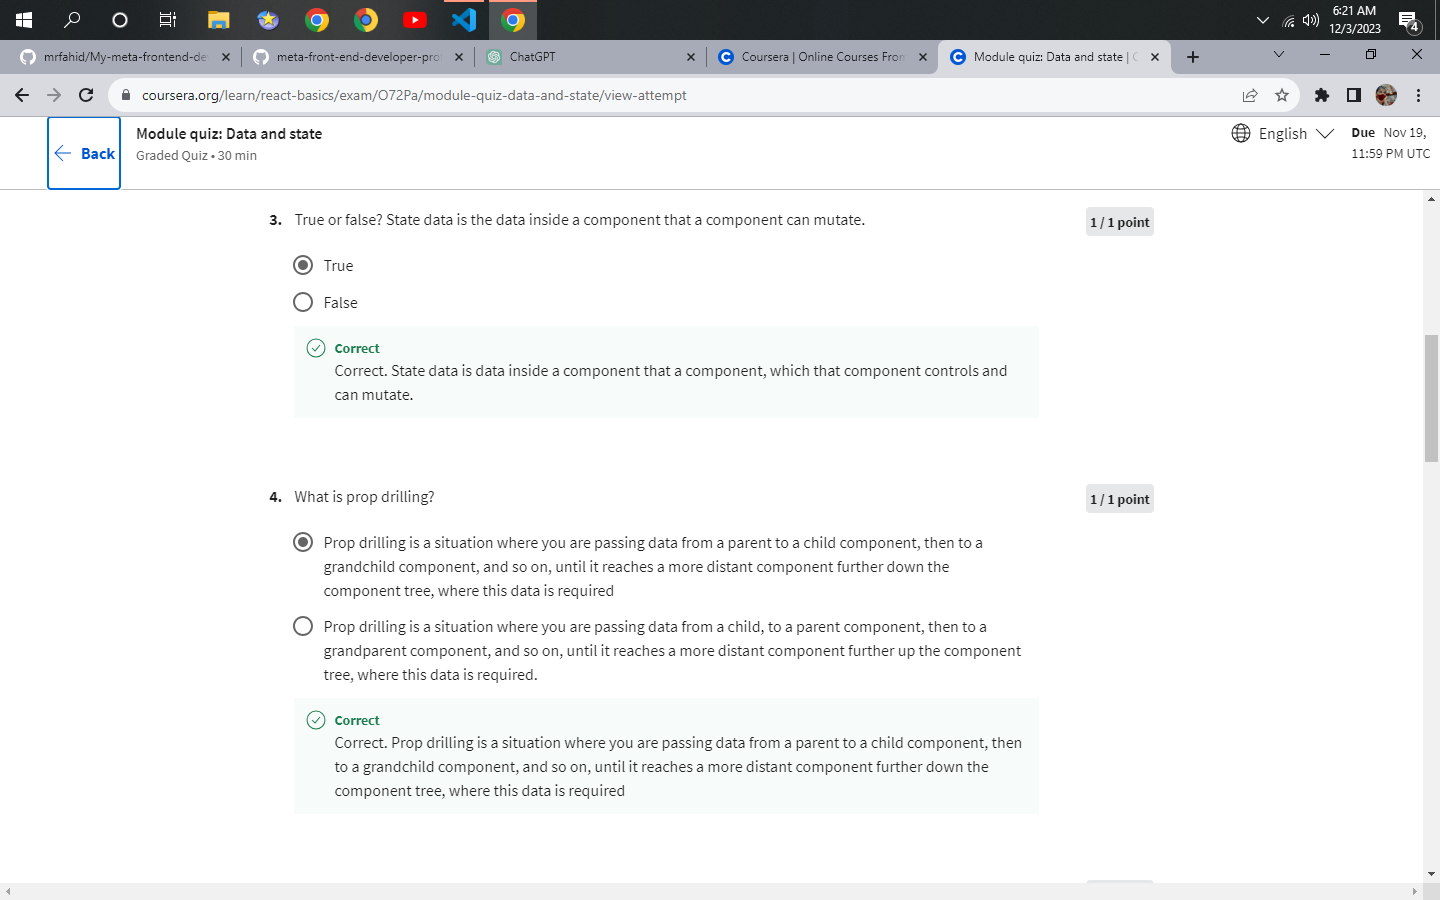 6:21 AM
12/3/2023
4
mrfahid/My-meta-frontend-de
meta-front-end-developer-pro
ChatGPT
Coursera | Online Courses From
Module quiz: Data and state | C
coursera.org/learn/react-basics/exam/O72Pa/module-quiz-data-and-state/view-attempt
Back
Module quiz: Data and state
Graded Quiz • 30 min
English
Due Nov 19,
11:59 PM UTC
3. True or false? State data is the data inside a component that a component can mutate.
1 / 1 point
True
False
Correct
Correct. State data is data inside a component that a component, which that component controls and
can mutate.
4. What is prop drilling?
1 / 1 point
Prop drilling is a situation where you are passing data from a parent to a child component, then to a
grandchild component, and so on, until it reaches a more distant component further down the
component tree, where this data is required
Prop drilling is a situation where you are passing data from a child, to a parent component, then to a
grandparent component, and so on, until it reaches a more distant component further up the component
tree, where this data is required.
Correct
Correct. Prop drilling is a situation where you are passing data from a parent to a child component, then
to a grandchild component, and so on, until it reaches a more distant component further down the
component tree, where this data is required